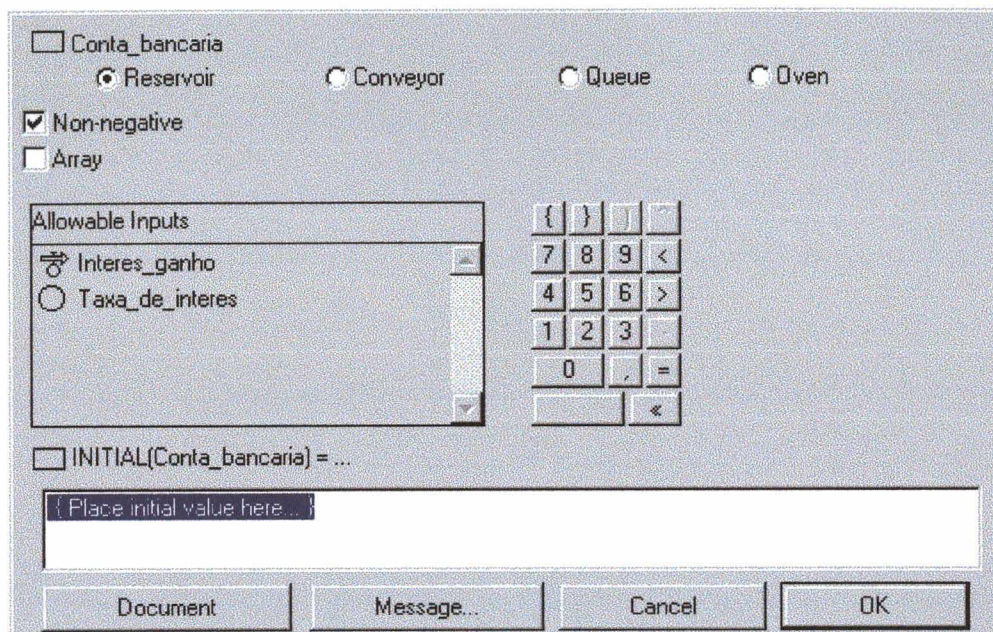 Conta_bancaria
Reservoir Conveyor Queue Oven
Non-negative
Array
Allowable Inputs
Interes_ganho
Taxa_de_interes
{ } ) ^
7 8 9 <
4 5 6 >
1 2 3 -
0 , =
«
INITIAL(Conta_bancaria) = ...
{ Place initial value here... }
Document Message... Cancel OK